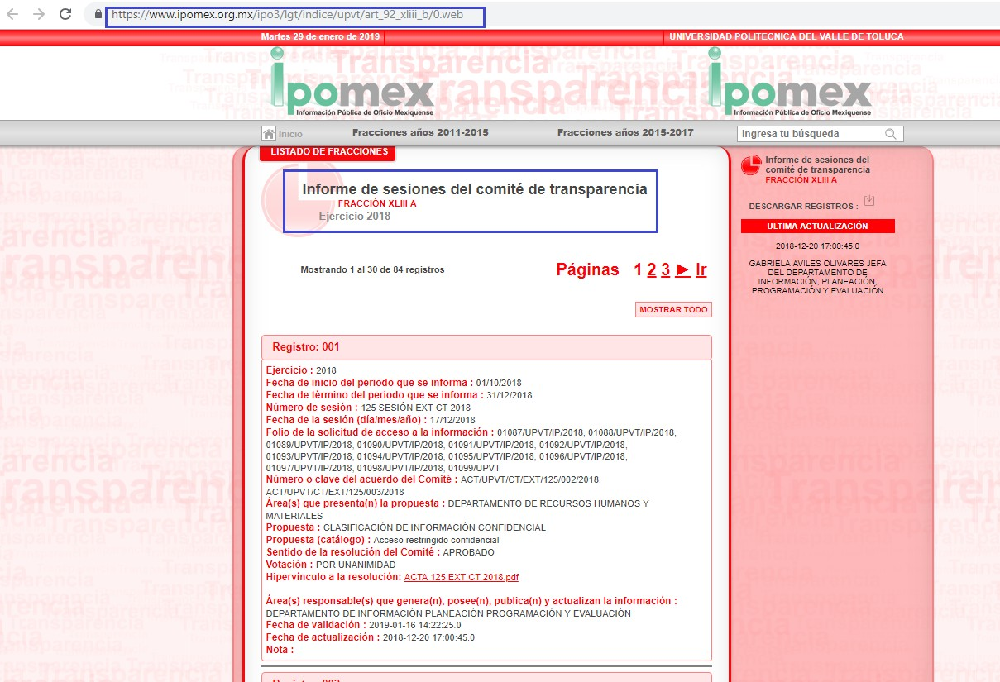 https://www.ipomex.org.mx/ipo3/lgt/indice/upvt/art_92_xliii_b/0.web
Martes 29 de enero de 2019
UNIVERSIDAD POLITECNICA DEL VALLE DE TOLUCA
ipomex
Información Pública de Oficio Mexiquense
ipomex
Información Pública de Oficio Mexiquense
Inicio
Fracciones años 2011-2015
Fracciones años 2015-2017
Ingresa tu búsqueda
LISTADO DE FRACCIONES
Informe de sesiones del comité de transparencia
FRACCIÓN XLIII A
Ejercicio 2018
Mostrando 1 al 30 de 84 registros
Páginas 1 2 3 ► Ir
MOSTRAR TODO
Registro: 001
Ejercicio : 2018
Fecha de inicio del periodo que se informa : 01/10/2018
Fecha de término del periodo que se informa : 31/12/2018
Número de sesión : 125 SESIÓN EXT CT 2018
Fecha de la sesión (día/mes/año) : 17/12/2018
Folio de la solicitud de acceso a la información : 01087/UPVT/IP/2018, 01088/UPVT/IP/2018,
01089/UPVT/IP/2018, 01090/UPVT/IP/2018, 01091/UPVT/IP/2018, 01092/UPVT/IP/2018,
01093/UPVT/IP/2018, 01094/UPVT/IP/2018, 01095/UPVT/IP/2018, 01096/UPVT/IP/2018,
01097/UPVT/IP/2018, 01098/UPVT/IP/2018, 01099/UPVT
Número o clave del acuerdo del Comité : ACT/UPVT/CT/EXT/125/002/2018,
ACT/UPVT/CT/EXT/125/003/2018
Área(s) que presenta(n) la propuesta : DEPARTAMENTO DE RECURSOS HUMANOS Y
MATERIALES
Propuesta : CLASIFICACIÓN DE INFORMACIÓN CONFIDENCIAL
Propuesta (catálogo) : Acceso restringido confidencial
Sentido de la resolución del Comité : APROBADO
Votación : POR UNANIMIDAD
Hipervínculo a la resolución: ACTA 125 EXT CT 2018.pdf
Área(s) responsable(s) que genera(n), posee(n), publica(n) y actualizan la información :
DEPARTAMENTO DE INFORMACIÓN PLANEACIÓN PROGRAMACIÓN Y EVALUACIÓN
Fecha de validación : 2019-01-16 14:22:25.0
Fecha de actualización : 2018-12-20 17:00:45.0
Nota :
Informe de sesiones del
comité de transparencia
FRACCIÓN XLIII A
DESCARGAR REGISTROS :
ULTIMA ACTUALIZACIÓN
2018-12-20 17:00:45.0
GABRIELA AVILES OLIVARES JEFA
DEL DEPARTAMENTO DE
INFORMACIÓN, PLANEACIÓN,
PROGRAMACIÓN Y EVALUACIÓN